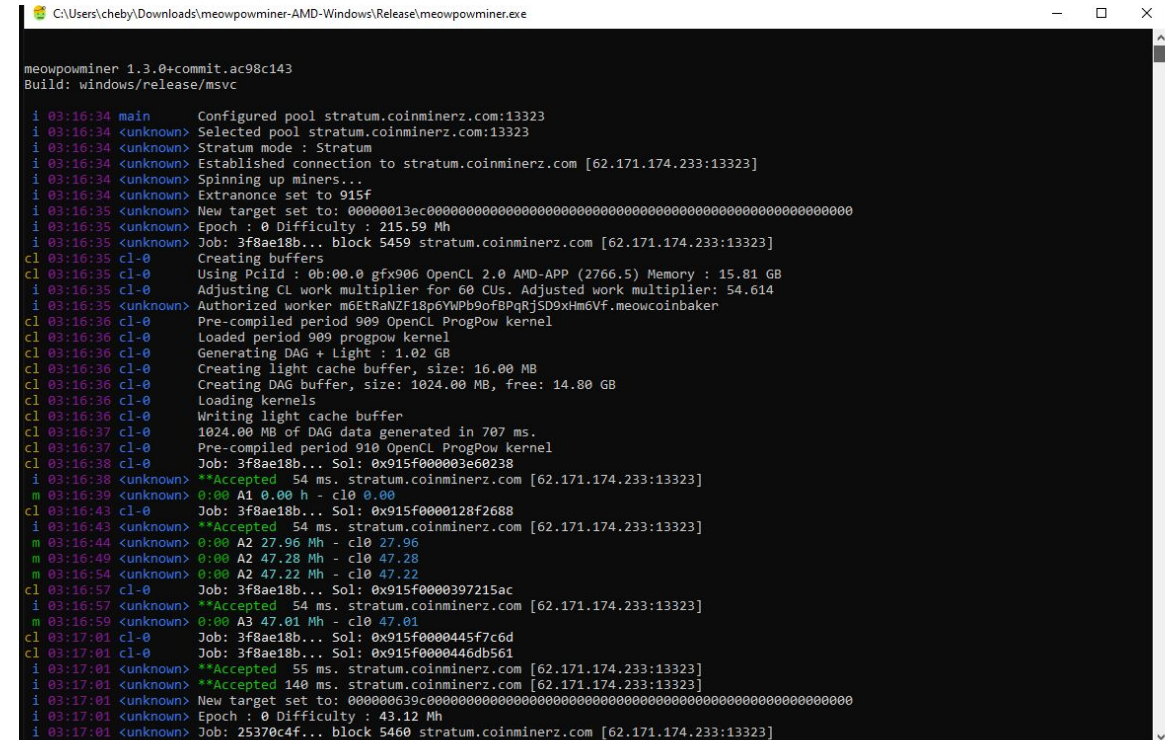 C:\Users\cheby\Downloads\meowpowminer-AMD-Windows\Release\meowpowminer.exe
meowpowminer 1.3.0+commit.ac98c143
Build: windows/release/msvc
i 03:16:34 main Configured pool stratum.coinminerz.com:13323
i 03:16:34 <unknown> Selected pool stratum.coinminerz.com:13323
i 03:16:34 <unknown> Stratum mode : Stratum
i 03:16:34 <unknown> Established connection to stratum.coinminerz.com [62.171.174.233:13323]
i 03:16:34 <unknown> Spinning up miners...
i 03:16:34 <unknown> Extranonce set to 915f
i 03:16:35 <unknown> New target set to: 00000013ec000000000000000000000000000000000000000000000000000000
i 03:16:35 <unknown> Epoch : 0 Difficulty : 215.59 Mh
i 03:16:35 <unknown> Job: 3f8ae18b... block 5459 stratum.coinminerz.com [62.171.174.233:13323]
cl 03:16:35 cl-0 Creating buffers
cl 03:16:35 cl-0 Using PciId : 0b:00.0 gfx906 OpenCL 2.0 AMD-APP (2766.5) Memory : 15.81 GB
i 03:16:35 cl-0 Adjusting CL work multiplier for 60 CUs. Adjusted work multiplier: 54.614
i 03:16:35 <unknown> Authorized worker m6EtRaNZF18p6YWPb9ofBPqRjSD9xHm6Vf.meowcoinbaker
cl 03:16:36 cl-0 Pre-compiled period 909 OpenCL ProgPow kernel
cl 03:16:36 cl-0 Loaded period 909 progpow kernel
cl 03:16:36 cl-0 Generating DAG + Light : 1.02 GB
cl 03:16:36 cl-0 Creating light cache buffer, size: 16.00 MB
cl 03:16:36 cl-0 Creating DAG buffer, size: 1024.00 MB, free: 14.80 GB
cl 03:16:36 cl-0 Loading kernels
cl 03:16:36 cl-0 Writing light cache buffer
cl 03:16:37 cl-0 1024.00 MB of DAG data generated in 707 ms.
cl 03:16:37 cl-0 Pre-compiled period 910 OpenCL ProgPow kernel
cl 03:16:38 cl-0 Job: 3f8ae18b... Sol: 0x915f000003e60238
i 03:16:38 <unknown> **Accepted 54 ms. stratum.coinminerz.com [62.171.174.233:13323]
m 03:16:39 <unknown> 0:00 A1 0.00 h - cl0 0.00
cl 03:16:43 cl-0 Job: 3f8ae18b... Sol: 0x915f0000128f2688
i 03:16:43 <unknown> **Accepted 54 ms. stratum.coinminerz.com [62.171.174.233:13323]
m 03:16:44 <unknown> 0:00 A2 27.96 Mh - cl0 27.96
m 03:16:49 <unknown> 0:00 A2 47.28 Mh - cl0 47.28
m 03:16:54 <unknown> 0:00 A2 47.22 Mh - cl0 47.22
cl 03:16:57 cl-0 Job: 3f8ae18b... Sol: 0x915f0000397215ac
i 03:16:57 <unknown> **Accepted 54 ms. stratum.coinminerz.com [62.171.174.233:13323]
m 03:16:59 <unknown> 0:00 A3 47.01 Mh - cl0 47.01
cl 03:17:01 cl-0 Job: 3f8ae18b... Sol: 0x915f0000445f7c6d
cl 03:17:01 cl-0 Job: 3f8ae18b... Sol: 0x915f0000446db561
i 03:17:01 <unknown> **Accepted 55 ms. stratum.coinminerz.com [62.171.174.233:13323]
i 03:17:01 <unknown> **Accepted 140 ms. stratum.coinminerz.com [62.171.174.233:13323]
i 03:17:01 <unknown> New target set to: 000000639c000000000000000000000000000000000000000000000000000000
i 03:17:01 <unknown> Epoch : 0 Difficulty : 43.12 Mh
i 03:17:01 <unknown> Job: 25370c4f... block 5460 stratum.coinminerz.com [62.171.174.233:13323]